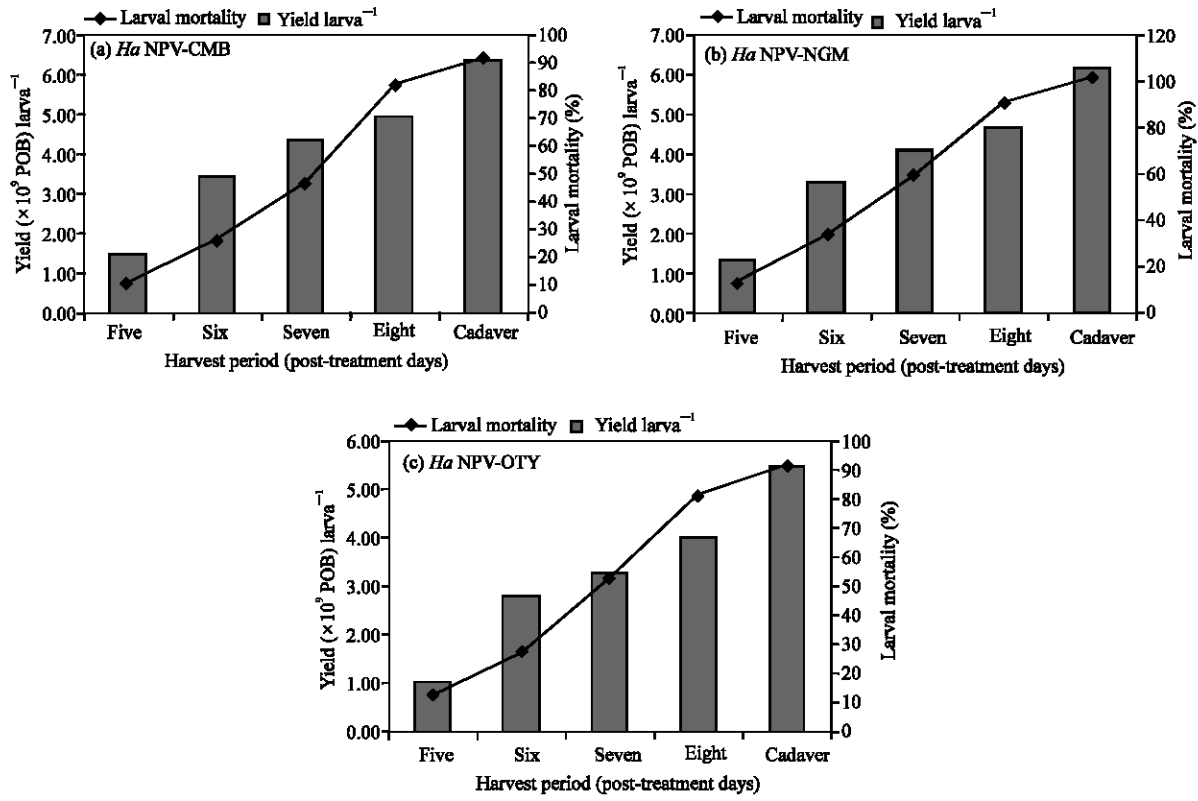 Larval mortality Yield larva⁻¹
(a) Ha NPV-CMB
7.00
6.00
5.00
4.00
3.00
2.00
1.00
0.00
Yield (×10⁹ POB) larva⁻¹
100
90
80
70
60
50
40
30
20
10
0
Larval mortality (%)
Five Six Seven Eight Cadaver
Harvest period (post-treatment days)
Larval mortality Yield larva⁻¹
(b) Ha NPV-NGM
7.00
6.00
5.00
4.00
3.00
2.00
1.00
0.00
Yield (×10⁹ POB) larva⁻¹
120
100
80
60
40
20
0
Larval mortality (%)
Five Six Seven Eight Cadaver
Harvest period (post-treatment days)
Larval mortality Yield larva⁻¹
(c) Ha NPV-OTY
6.00
5.00
4.00
3.00
2.00
1.00
0.00
Yield (×10⁹ POB) larva⁻¹
100
90
80
70
60
50
40
30
20
10
0
Larval mortality (%)
Five Six Seven Eight Cadaver
Harvest period (post-treatment days)